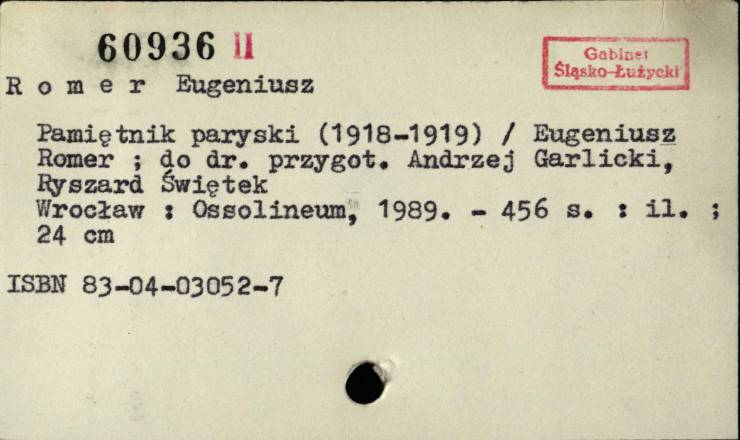 60936 II
Gabinet
Śląsko-Łużycki
R o m e r Eugeniusz
Pamiętnik paryski (1918-1919) / Eugeniusz
Romer ; do dr. przygot. Andrzej Garlicki,
Ryszard Świętek
Wrocław : Ossolineum, 1989. - 456 s. : il. ;
24 cm
ISBN 83-04-03052-7